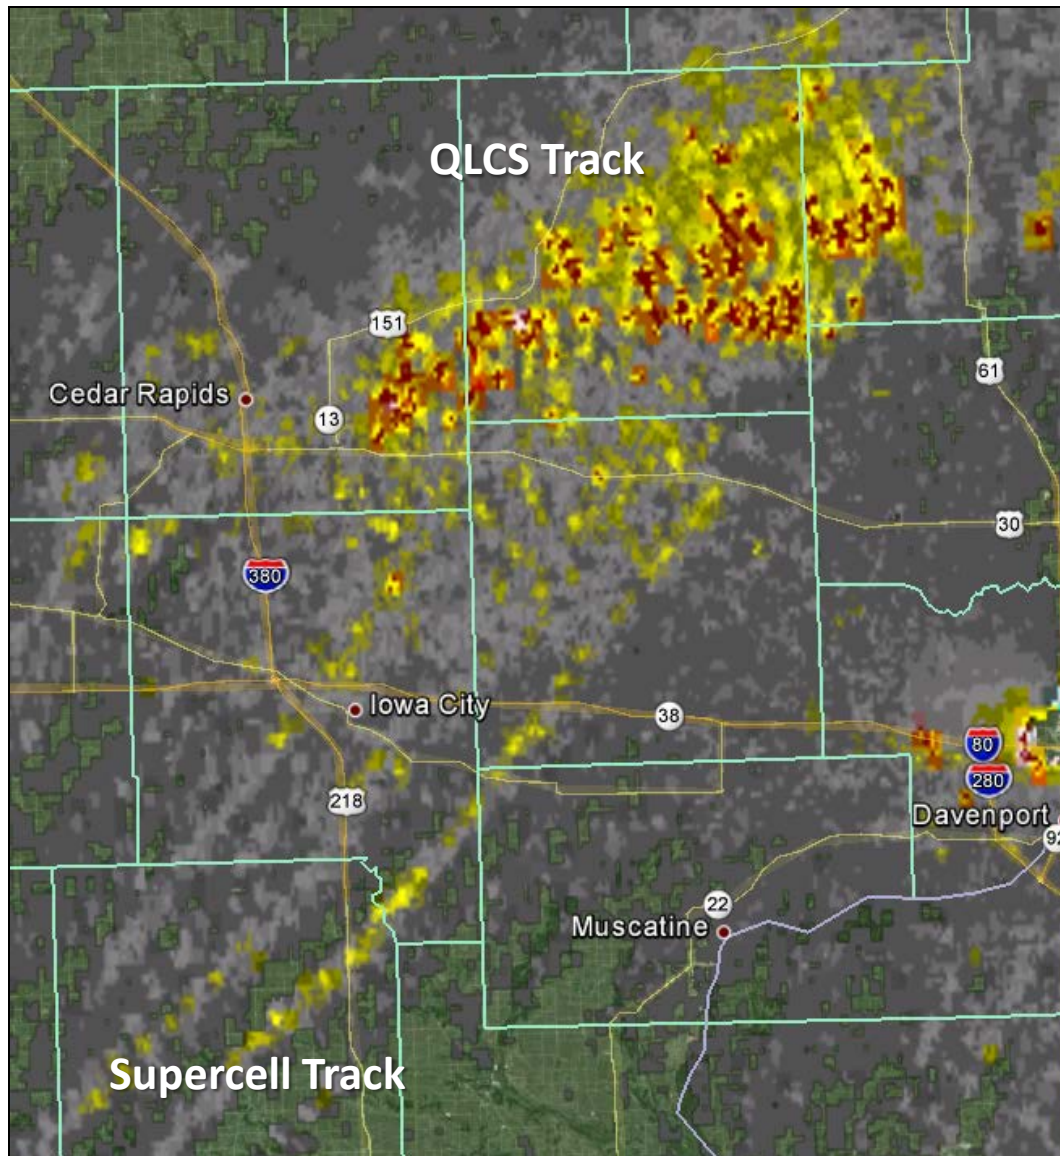 QLCS Track
151
61
Cedar Rapids
13
30
380
Iowa City
38
80
280
218
Davenport
92
22
Muscatine
Supercell Track